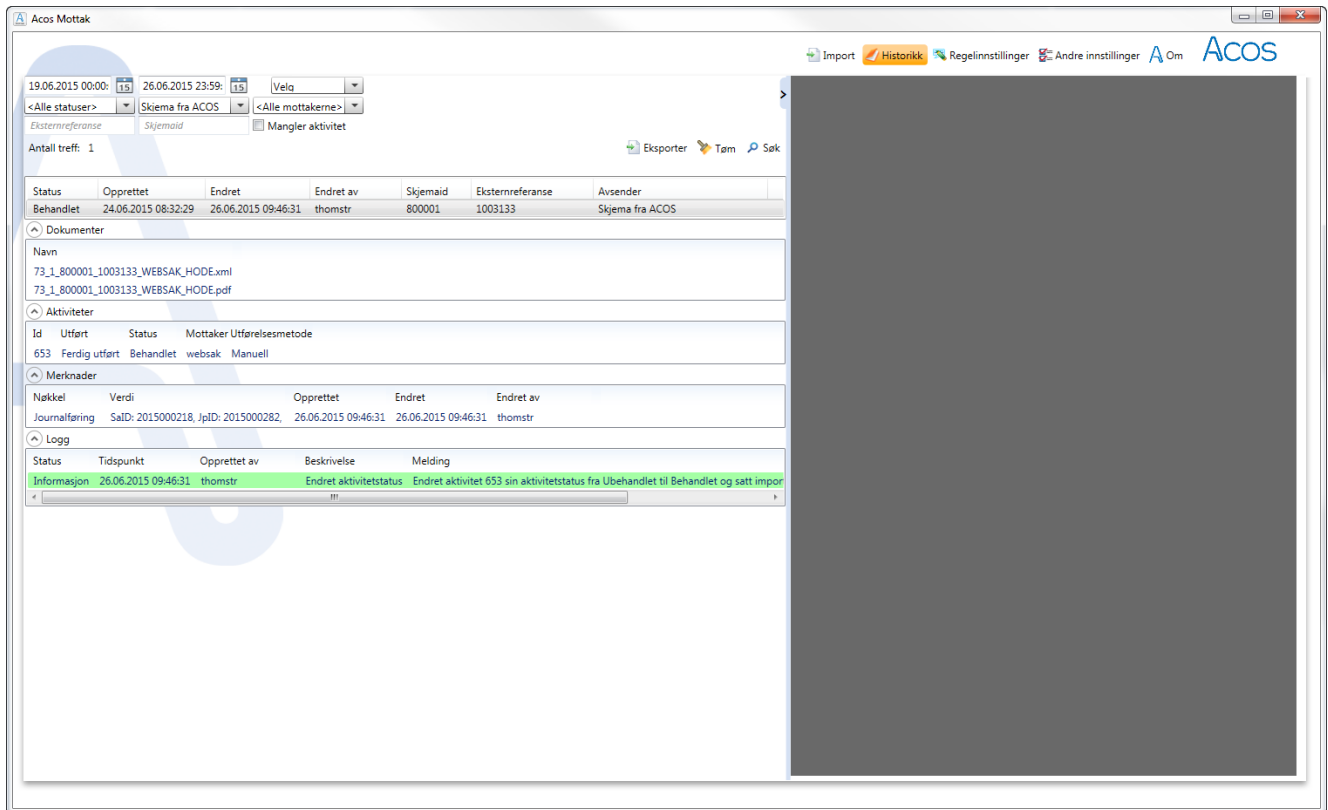 Acos Mottak
Import Historikk Regelinnstillinger Andre innstillinger Om Acos
19.06.2015 00:00: 15 26.06.2015 23:59: 15 Velg
<Alle statuser> Skjema fra ACOS <Alle mottakerne>
Eksternreferanse Skjemaid Mangler aktivitet
Antall treff: 1 Eksporter Tøm Søk
Status Opprettet Endret Endret av Skjemaid Eksternreferanse Avsender
Behandlet 24.06.2015 08:32:29 26.06.2015 09:46:31 thomstr 800001 1003133 Skjema fra ACOS
Dokumenter
Navn
73_1_800001_1003133_WEBSAK_HODE.xml
73_1_800001_1003133_WEBSAK_HODE.pdf
Aktiviteter
Id Utført Status Mottaker Utførelsesmetode
653 Ferdig utført Behandlet websak Manuell
Merknader
Nøkkel Verdi Opprettet Endret Endret av
Journalføring SaID: 2015000218, JpID: 2015000282, 26.06.2015 09:46:31 26.06.2015 09:46:31 thomstr
Logg
Status Tidspunkt Opprettet av Beskrivelse Melding
Informasjon 26.06.2015 09:46:31 thomstr Endret aktivitetstatus Endret aktivitet 653 sin aktivitetstatus fra Ubehandlet til Behandlet og satt impor